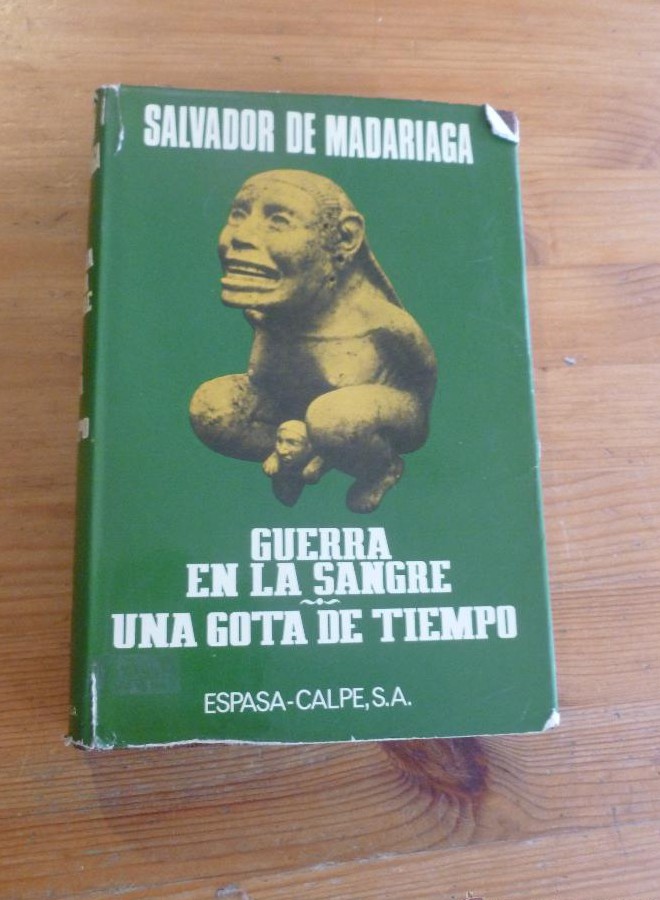 SALVADOR DE MADARIAGA
GUERRA
EN LA SANGRE
UNA GOTA DE TIEMPO
ESPASA-CALPE, S.A.